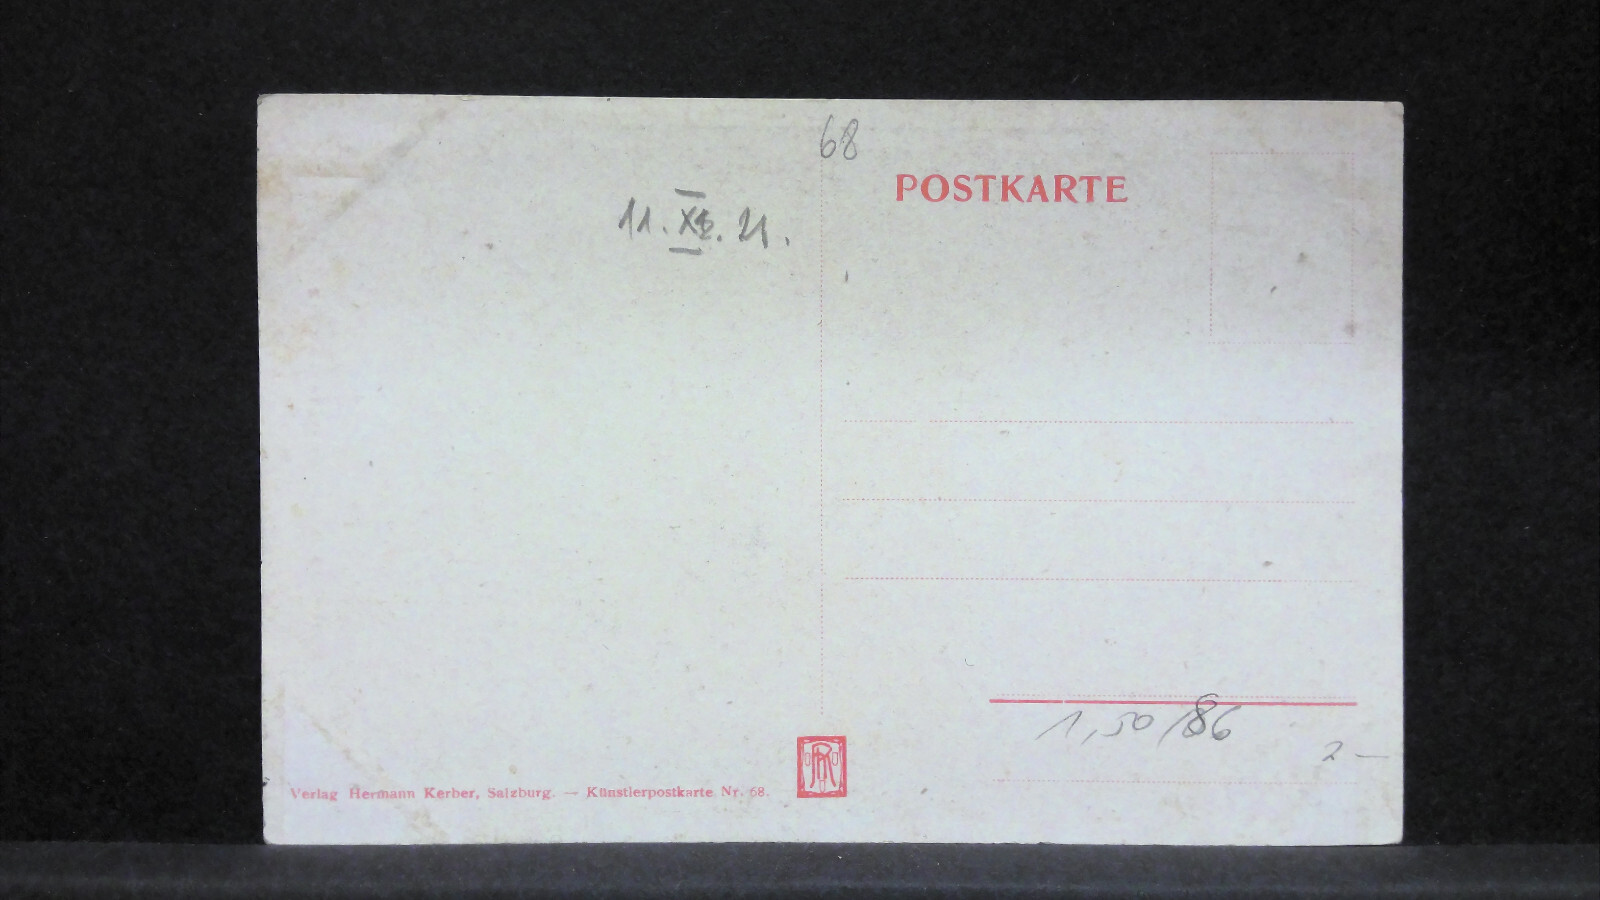 68
POSTKARTE
11. XII. 21.
1,50/86
2 —
Verlag Hermann Kerber, Salzburg. — Künstlerpostkarte Nr. 68.